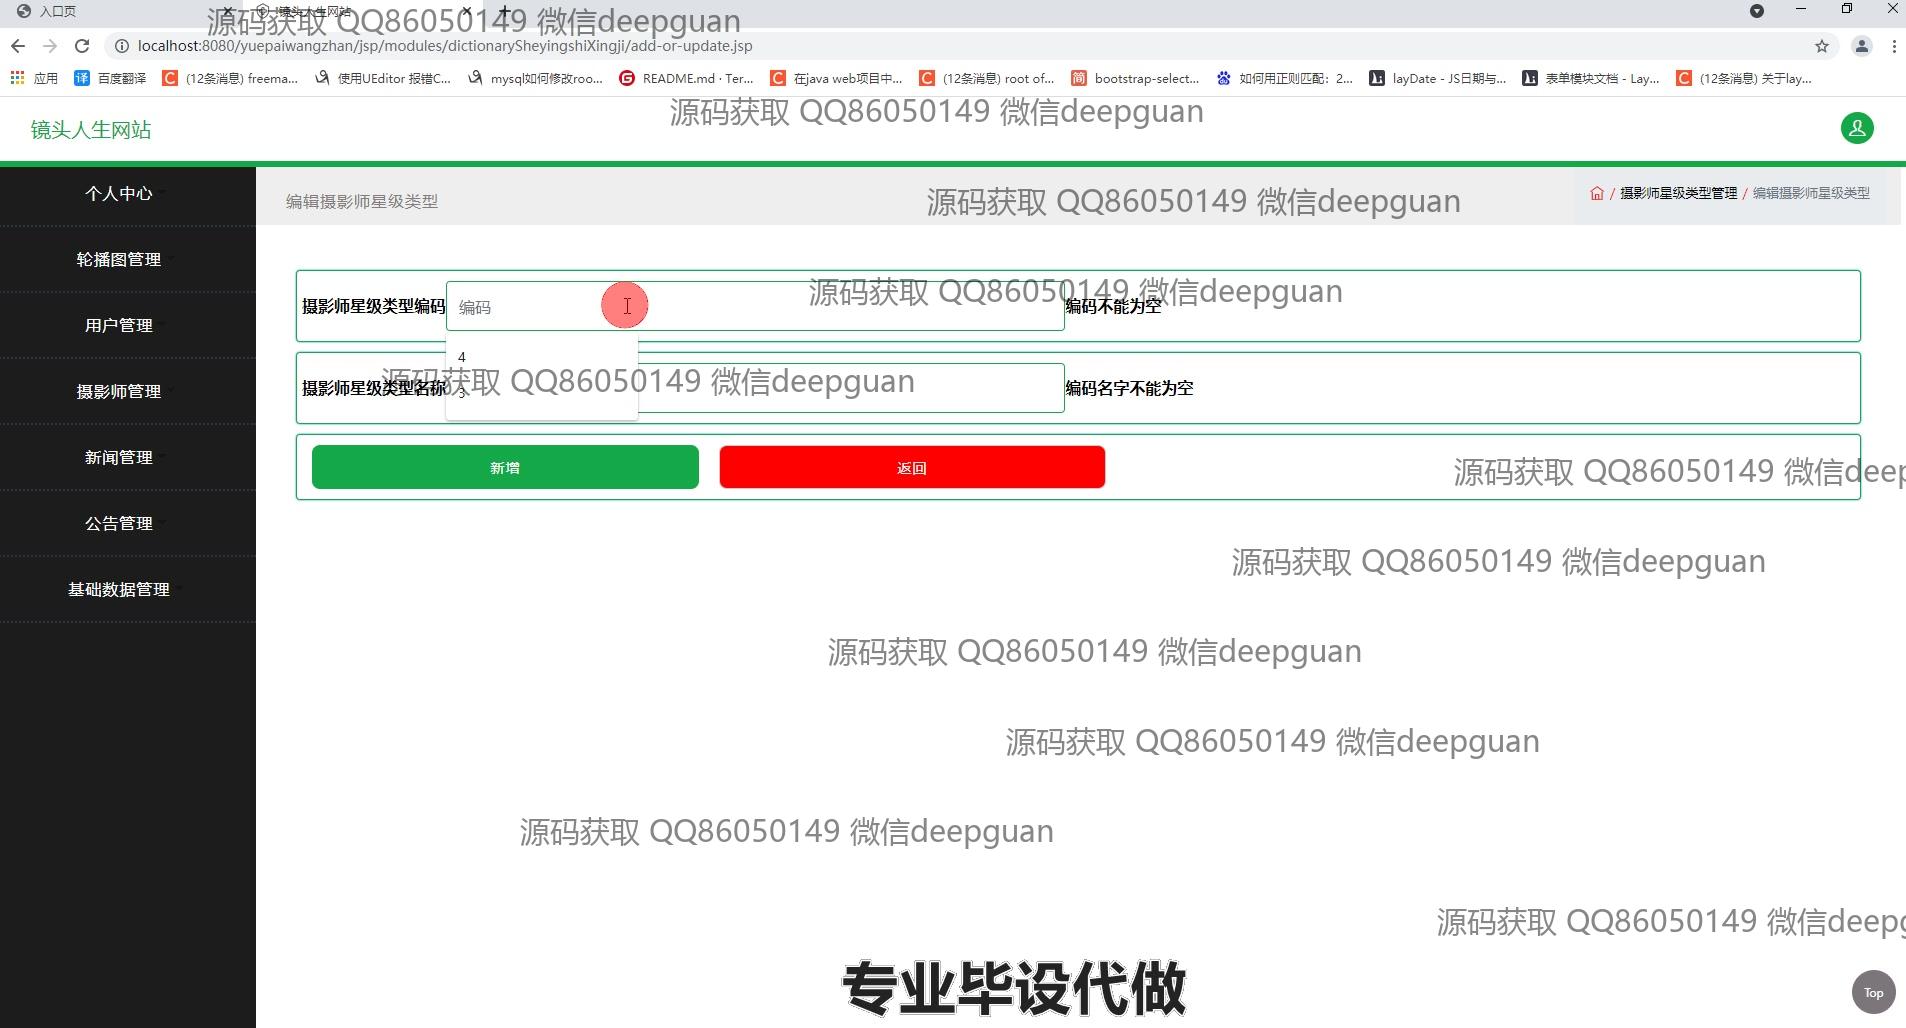 入口页
镜头人生网站
源码获取 QQ86050149 微信deepguan
localhost:8080/yuepaiwangzhan/jsp/modules/dictionarySheyingshiXingji/add-or-update.jsp
应用 百度翻译 (12条消息) freema... 使用UEditor 报错C... mysql如何修改roo... README.md · Ter... 在java web项目中... (12条消息) root of... bootstrap-select... 如何用正则匹配：2... layDate - JS日期与... 表单模块文档 - Lay... (12条消息) 关于lay...
源码获取 QQ86050149 微信deepguan
镜头人生网站
个人中心
编辑摄影师星级类型
源码获取 QQ86050149 微信deepguan
/ 摄影师星级类型管理 / 编辑摄影师星级类型
轮播图管理
用户管理
摄影师管理
新闻管理
公告管理
基础数据管理
源码获取 QQ86050149 微信deepguan
摄影师星级类型编码 编码 编码不能为空
4
3
源码获取 QQ86050149 微信deepguan
摄影师星级类型名称 编码名字不能为空
新增 返回
源码获取 QQ86050149 微信deep
源码获取 QQ86050149 微信deepguan
源码获取 QQ86050149 微信deepguan
源码获取 QQ86050149 微信deepguan
源码获取 QQ86050149 微信deepguan
源码获取 QQ86050149 微信deep
专业毕设代做
Top